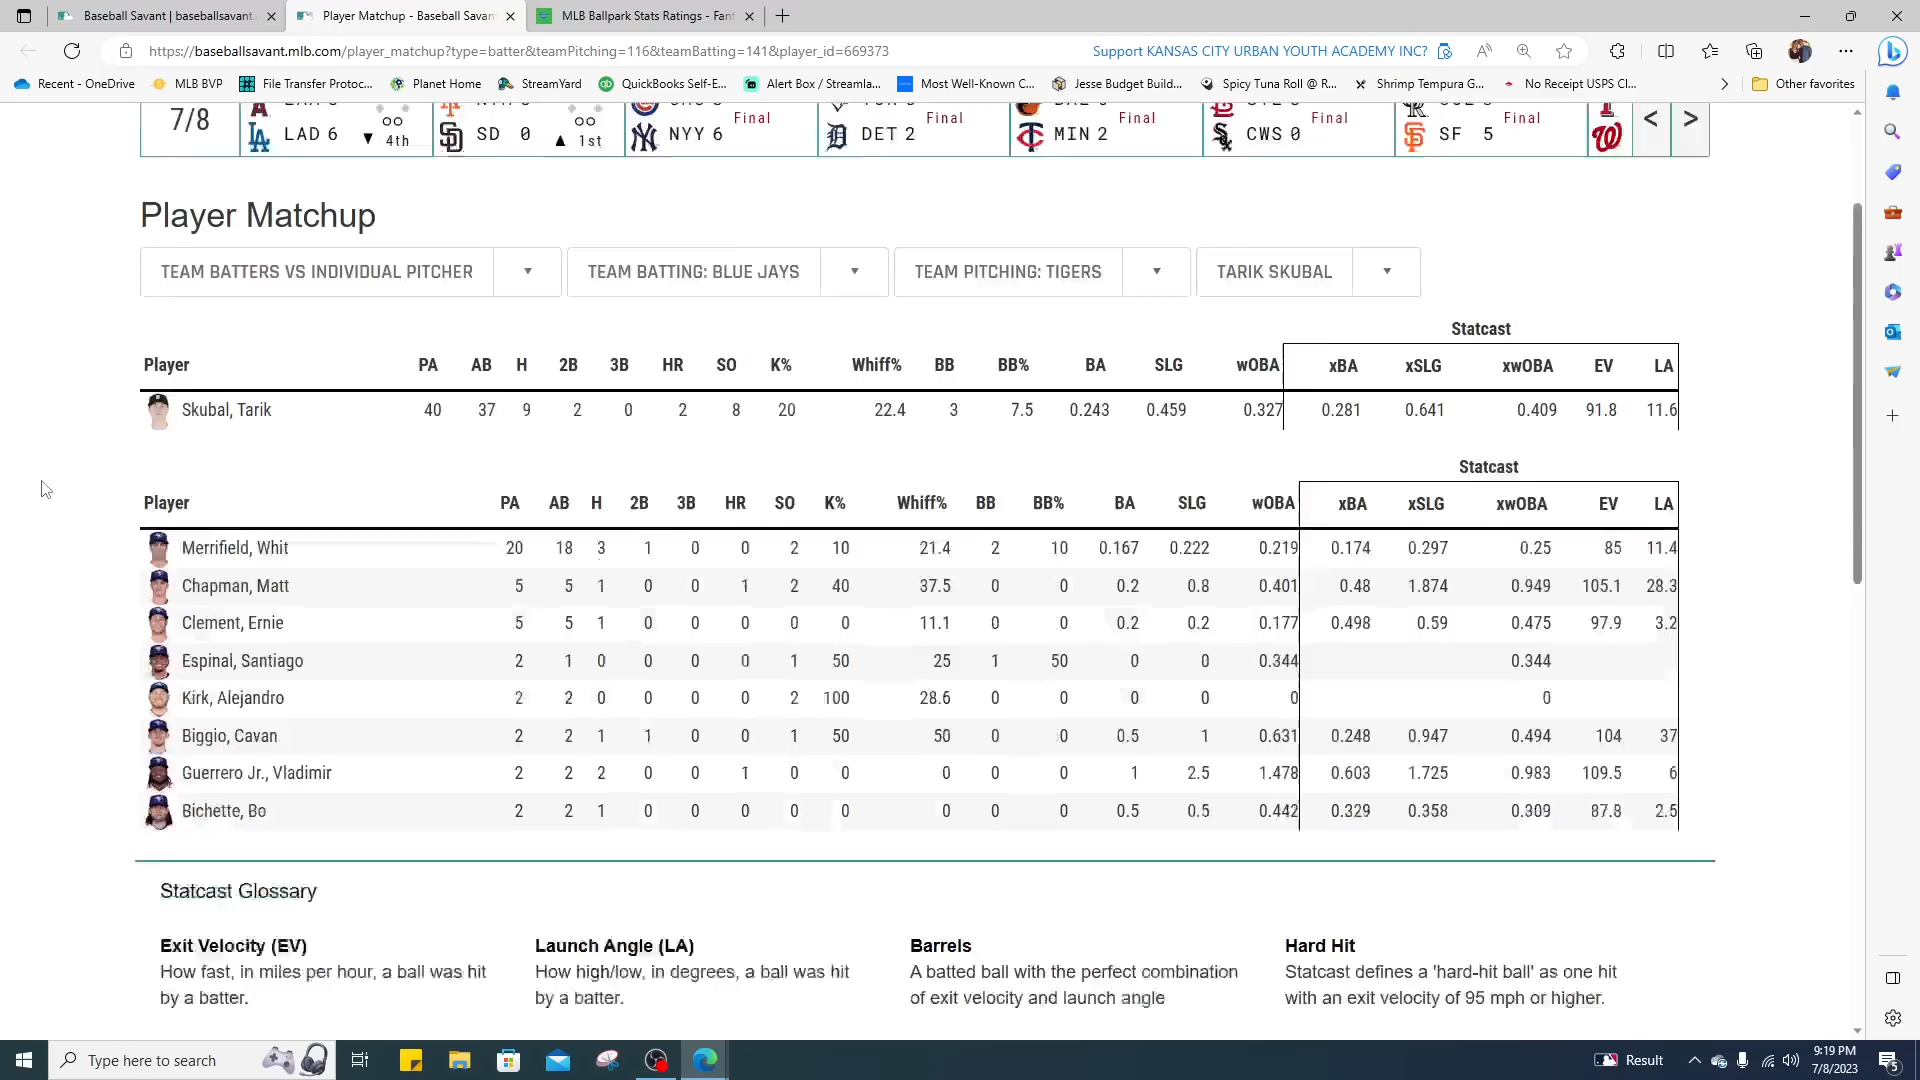 Baseball Savant | baseballsavant.
Player Matchup - Baseball Savan
MLB Ballpark Stats Ratings - Fan
https://baseballsavant.mlb.com/player_matchup?type=batter&teamPitching=116&teamBatting=141&player_id=669373
Support KANSAS CITY URBAN YOUTH ACADEMY INC?
Recent - OneDrive MLB BVP File Transfer Protoc... Planet Home StreamYard QuickBooks Self-E... Alert Box / Streamla... Most Well-Known C... Jesse Budget Build... Spicy Tuna Roll @ R... Shrimp Tempura G... No Receipt USPS Cl... Other favorites
7/8 LAD 6 4th SD 0 1st NYY 6 Final DET 2 Final MIN 2 Final CWS 0 Final SF 5 Final < >
Player Matchup
TEAM BATTERS VS INDIVIDUAL PITCHER TEAM BATTING: BLUE JAYS TEAM PITCHING: TIGERS TARIK SKUBAL
Statcast
Player PA AB H 2B 3B HR SO K% Whiff% BB BB% BA SLG wOBA xBA xSLG xwOBA EV LA
Skubal, Tarik 40 37 9 2 0 2 8 20 22.4 3 7.5 0.243 0.459 0.327 0.281 0.641 0.409 91.8 11.6
Statcast
Player PA AB H 2B 3B HR SO K% Whiff% BB BB% BA SLG wOBA xBA xSLG xwOBA EV LA
Merrifield, Whit 20 18 3 1 0 0 2 10 21.4 2 10 0.167 0.222 0.219 0.174 0.297 0.25 85 11.4
Chapman, Matt 5 5 1 0 0 1 2 40 37.5 0 0 0.2 0.8 0.401 0.48 1.874 0.949 105.1 28.3
Clement, Ernie 5 5 1 0 0 0 0 0 11.1 0 0 0.2 0.2 0.177 0.498 0.59 0.475 97.9 3.2
Espinal, Santiago 2 1 0 0 0 0 1 50 25 1 50 0 0 0.344 0.344
Kirk, Alejandro 2 2 0 0 0 0 2 100 28.6 0 0 0 0 0 0
Biggio, Cavan 2 2 1 1 0 0 1 50 50 0 0 0.5 1 0.631 0.248 0.947 0.494 104 37
Guerrero Jr., Vladimir 2 2 2 0 0 1 0 0 0 0 0 1 2.5 1.478 0.603 1.725 0.983 109.5 6
Bichette, Bo 2 2 1 0 0 0 0 0 0 0 0 0.5 0.5 0.442 0.329 0.358 0.309 87.8 2.5
Statcast Glossary
Exit Velocity (EV)
How fast, in miles per hour, a ball was hit
by a batter.
Launch Angle (LA)
How high/low, in degrees, a ball was hit
by a batter.
Barrels
A batted ball with the perfect combination
of exit velocity and launch angle
Hard Hit
Statcast defines a 'hard-hit ball' as one hit
with an exit velocity of 95 mph or higher.
Type here to search
Result
9:19 PM
7/8/2023
5